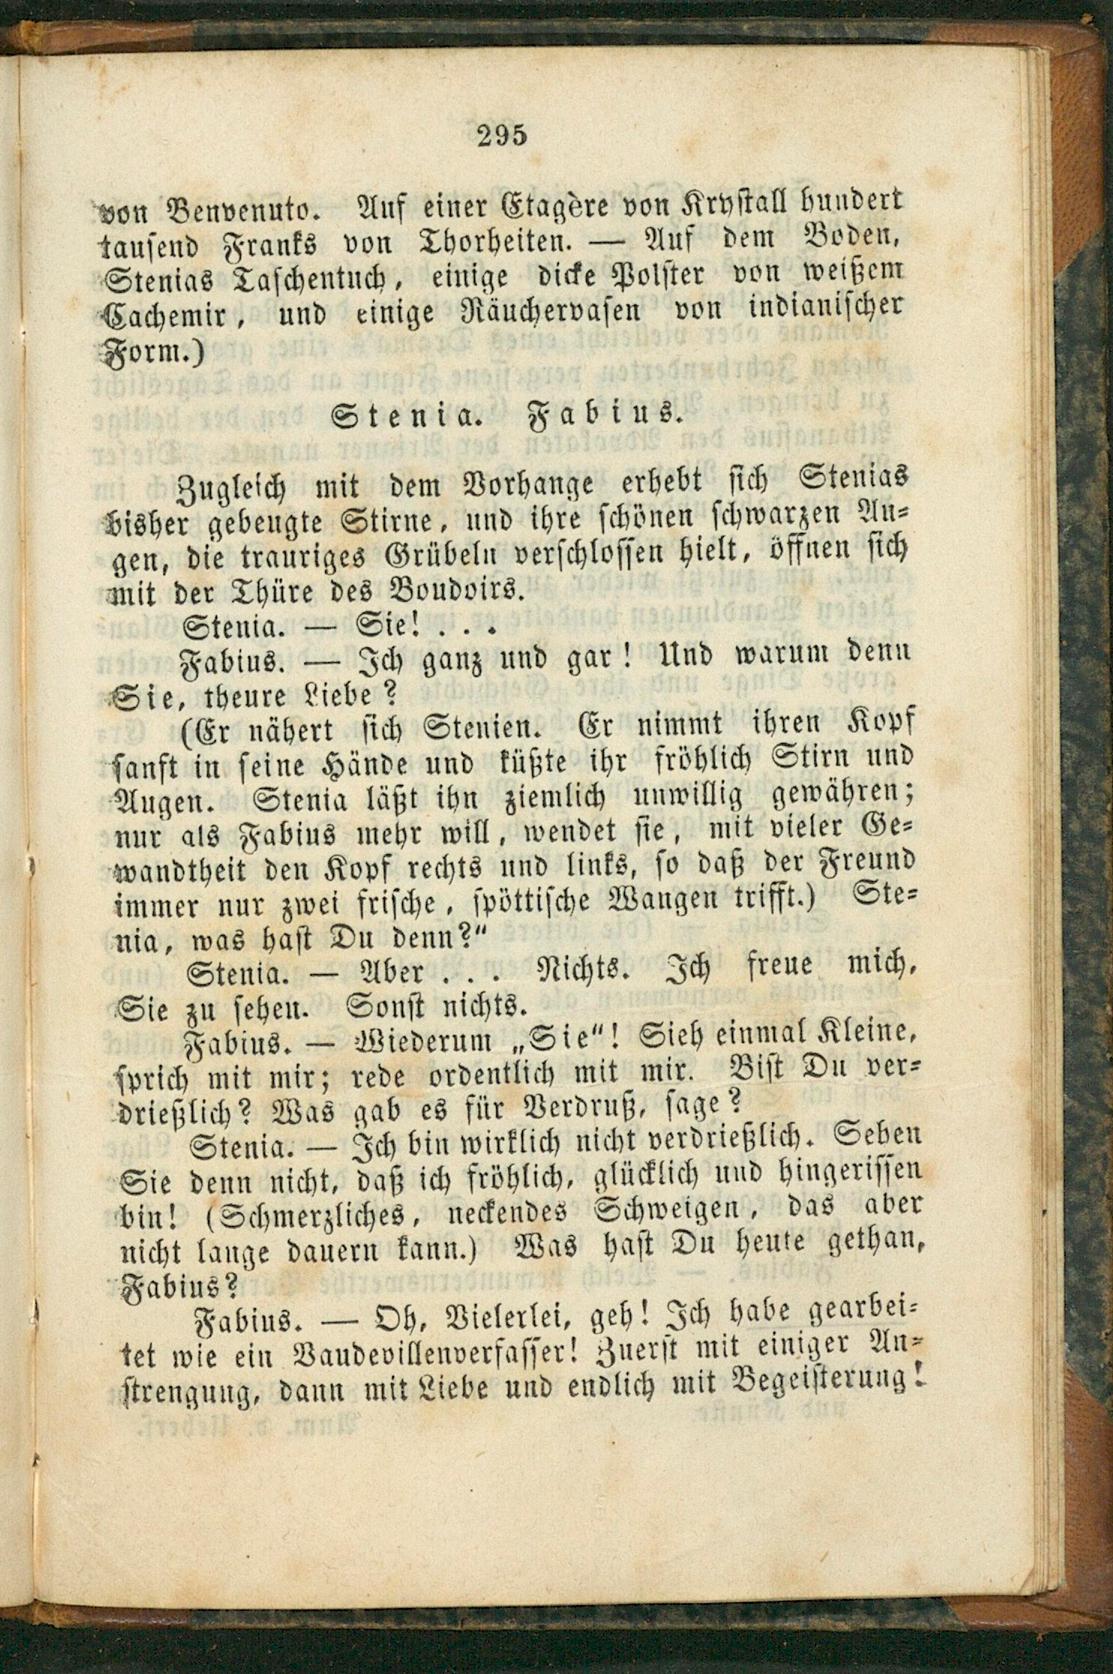 295
von Benvenuto. Auf einer Etagère von Krystall hundert
tausend Franks von Thorheiten. — Auf dem Boden,
Stenias Taschentuch, einige dicke Polster von weißem
Cachemir, und einige Räuchervasen von indianischer
Form.)
Stenia. Fabius.
Zugleich mit dem Vorhange erhebt sich Stenias
bisher gebeugte Stirne, und ihre schönen schwarzen Au-
gen, die trauriges Grübeln verschlossen hielt, öffnen sich
mit der Thüre des Boudoirs.
Stenia. — Sie! . . .
Fabius. — Ich ganz und gar! Und warum denn
Sie, theure Liebe?
(Er nähert sich Stenien. Er nimmt ihren Kopf
sanft in seine Hände und küßte ihr fröhlich Stirn und
Augen. Stenia läßt ihn ziemlich unwillig gewähren;
nur als Fabius mehr will, wendet sie, mit vieler Ge-
wandtheit den Kopf rechts und links, so daß der Freund
immer nur zwei frische, spöttische Wangen trifft.) Ste-
nia, was hast Du denn?“
Stenia. — Aber . . . Nichts. Ich freue mich,
Sie zu sehen. Sonst nichts.
Fabius. — Wiederum „Sie“! Sieh einmal Kleine,
sprich mit mir; rede ordentlich mit mir. Bist Du ver-
drießlich? Was gab es für Verdruß, sage?
Stenia. — Ich bin wirklich nicht verdrießlich. Sehen
Sie denn nicht, daß ich fröhlich, glücklich und hingerissen
bin! (Schmerzliches, neckendes Schweigen, das aber
nicht lange dauern kann.) Was hast Du heute gethan,
Fabius?
Fabius. — Oh, Vielerlei, geh! Ich habe gearbei-
tet wie ein Vaudevillenverfasser! Zuerst mit einiger An-
strengung, dann mit Liebe und endlich mit Begeisterung!